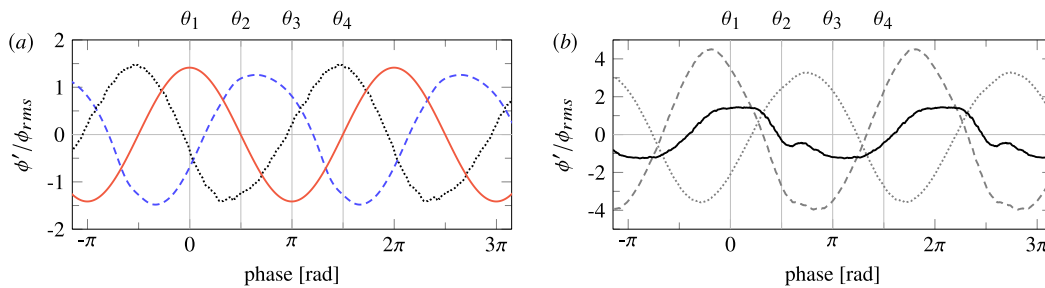 θ1 θ2 θ3 θ4
(a)
2
1
0
-1
-2
ϕ′/ϕrms
-π 0 π 2π 3π
phase [rad]
θ1 θ2 θ3 θ4
(b)
4
2
0
-2
-4
ϕ′/ϕrms
-π 0 π 2π 3π
phase [rad]